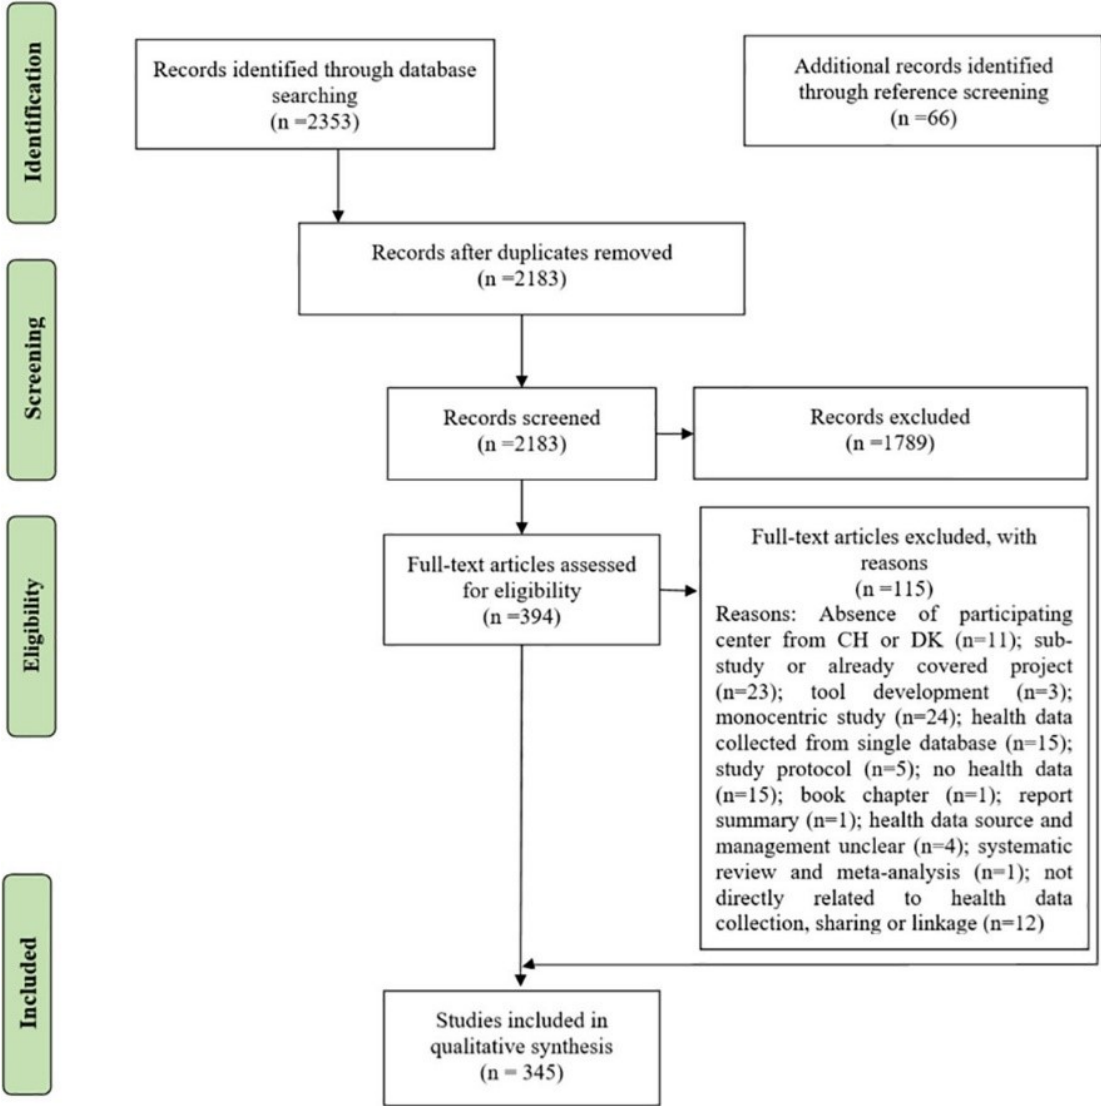 Identification
Records identified through database
searching
(n =2353)
Additional records identified
through reference screening
(n =66)
Records after duplicates removed
(n =2183)
Screening
Records screened
(n =2183)
Records excluded
(n =1789)
Eligibility
Full-text articles assessed
for eligibility
(n =394)
Full-text articles excluded, with
reasons
(n =115)
Reasons: Absence of participating
center from CH or DK (n=11); sub-
study or already covered project
(n=23); tool development (n=3);
monocentric study (n=24); health data
collected from single database (n=15);
study protocol (n=5); no health data
(n=15); book chapter (n=1); report
summary (n=1); health data source and
management unclear (n=4); systematic
review and meta-analysis (n=1); not
directly related to health data
collection, sharing or linkage (n=12)
Included
Studies included in
qualitative synthesis
(n = 345)